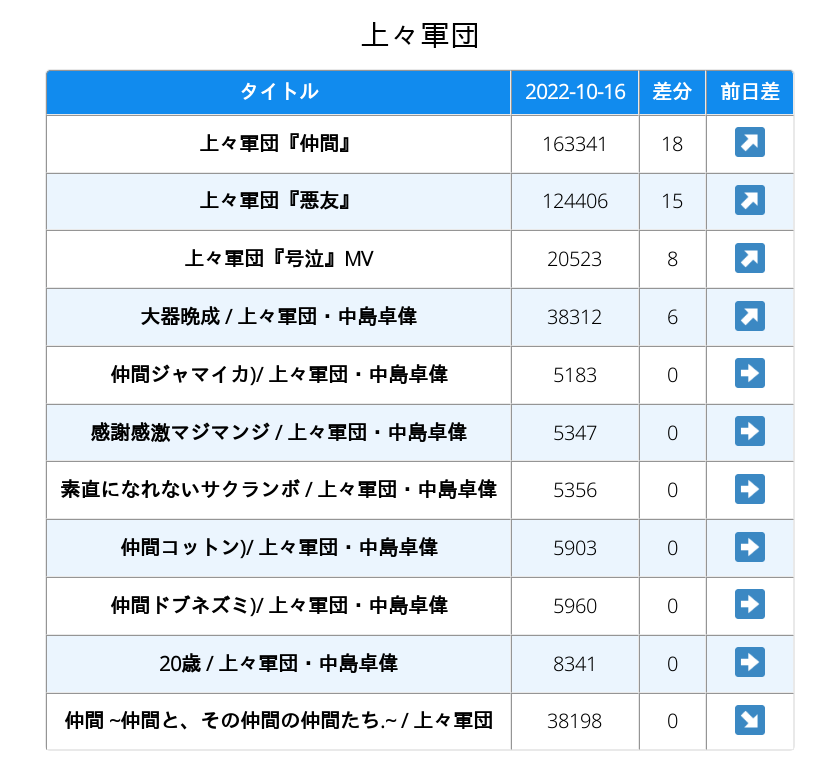 上々軍団
タイトル 2022-10-16 差分 前日差
上々軍団『仲間』 163341 18 ↗
上々軍団『悪友』 124406 15 ↗
上々軍団『号泣』MV 20523 8 ↗
大器晩成 / 上々軍団・中島卓偉 38312 6 ↗
仲間ジャマイカ)/ 上々軍団・中島卓偉 5183 0 ➡
感謝感激マジマンジ / 上々軍団・中島卓偉 5347 0 ➡
素直になれないサクランボ / 上々軍団・中島卓偉 5356 0 ➡
仲間コットン)/ 上々軍団・中島卓偉 5903 0 ➡
仲間ドブネズミ)/ 上々軍団・中島卓偉 5960 0 ➡
20歳 / 上々軍団・中島卓偉 8341 0 ➡
仲間 ~仲間と、その仲間の仲間たち.~ / 上々軍団 38198 0 ↘